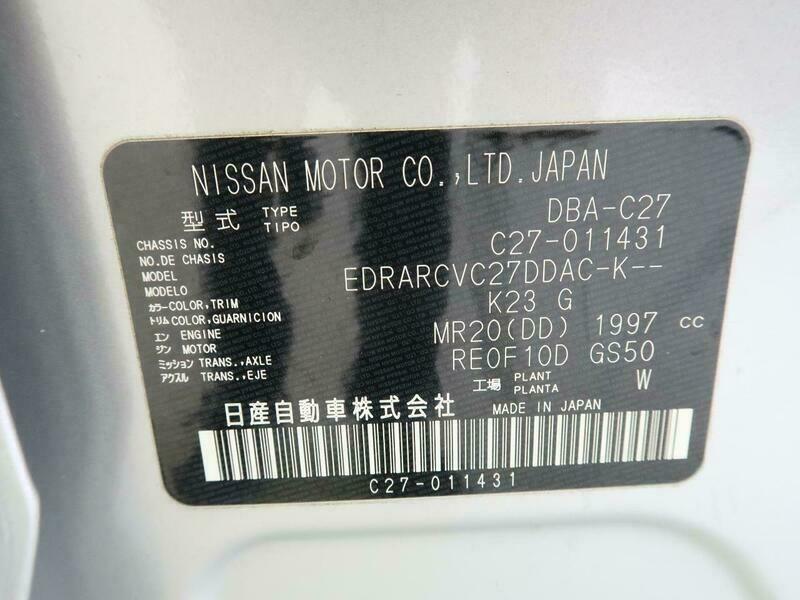 NISSAN MOTOR CO.,LTD.JAPAN
型式 TYPE TIPO DBA-C27
CHASSIS NO. NO.DE CHASIS C27-011431
MODEL MODELO EDRARCVC27DDAC-K--
カラー COLOR,TRIM トリム COLOR,GUARNICION K23 G
エン ENGINE ジン MOTOR MR20(DD) 1997 CC
ミッション TRANS.,AXLE アクスル TRANS.,EJE RE0F10D GS50
工場 PLANT PLANTA W
日産自動車株式会社 MADE IN JAPAN
C27-011431